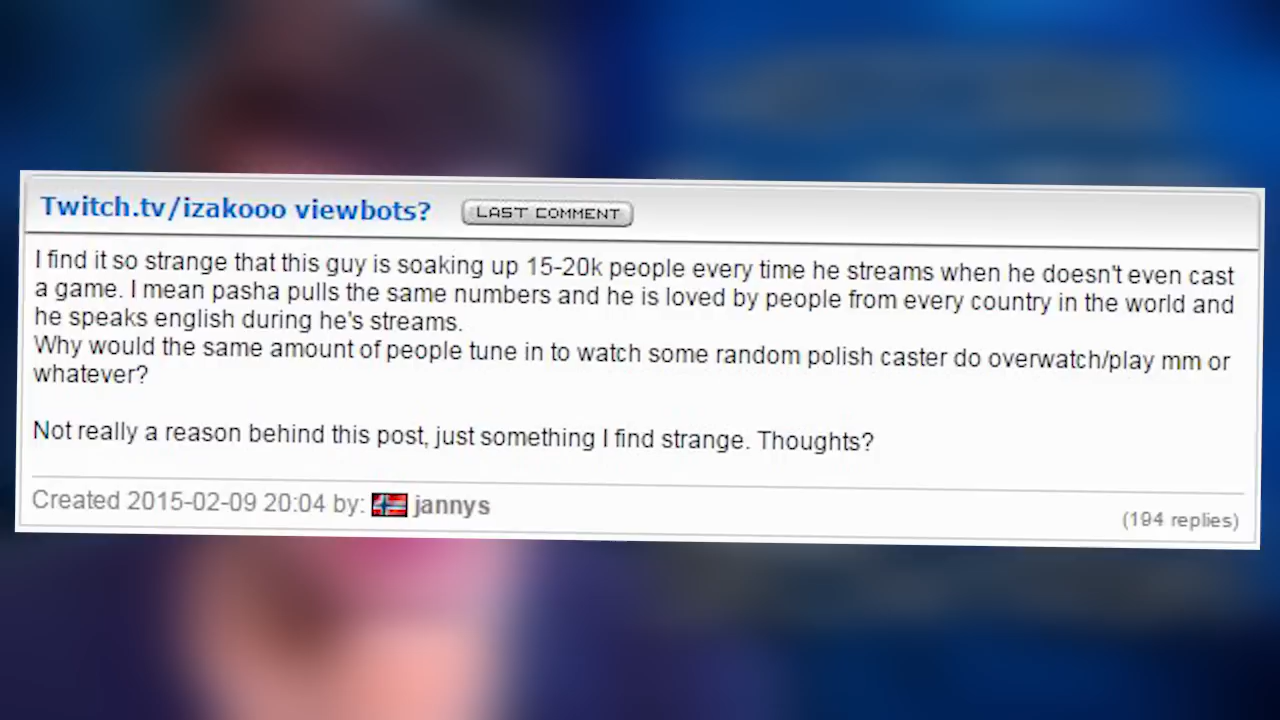 Twitch.tv/izakooo viewbots? LAST COMMENT
I find it so strange that this guy is soaking up 15-20k people every time he streams when he doesn't even cast
a game. I mean pasha pulls the same numbers and he is loved by people from every country in the world and
he speaks english during he's streams.
Why would the same amount of people tune in to watch some random polish caster do overwatch/play mm or
whatever?
Not really a reason behind this post, just something I find strange. Thoughts?
Created 2015-02-09 20:04 by: jannys
(194 replies)